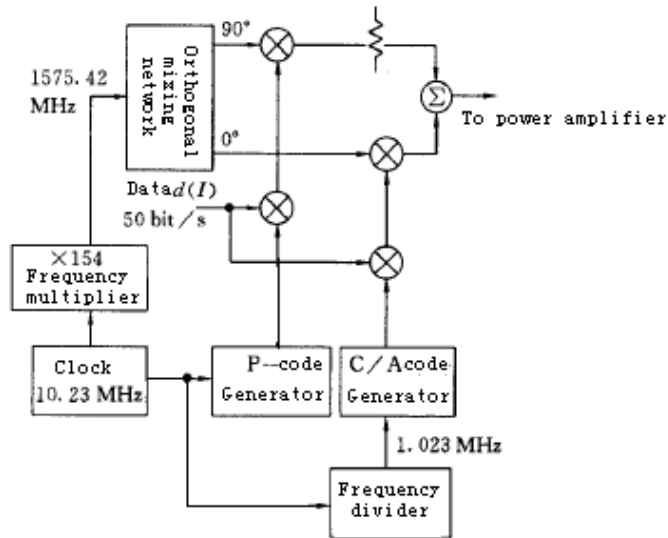 90°
1575.42
MHz
Orthogonal
mixing
network
Σ
To power amplifier
0°
Data d(I)
50 bit/s
×154
Frequency
multiplier
Clock
10.23 MHz
P--code
Generator
C/Acode
Generator
1.023 MHz
Frequency
divider